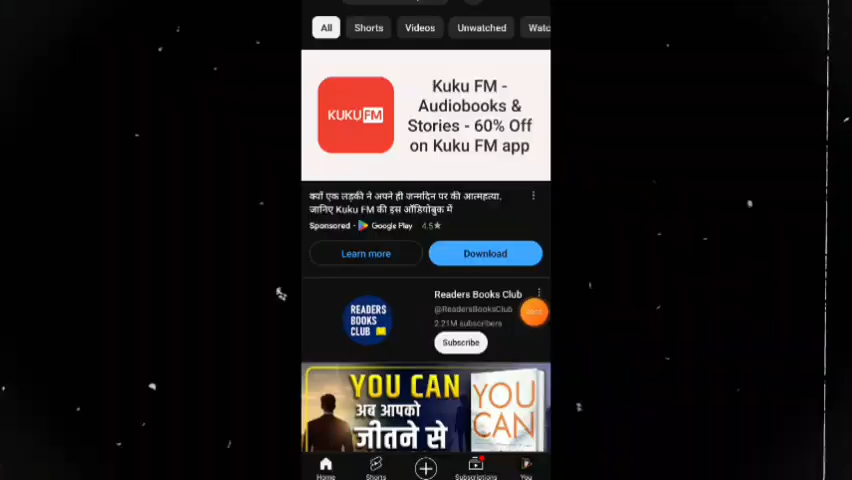 All
Shorts
Videos
Unwatched
Watc
KUKU FM
Kuku FM -
Audiobooks &
Stories - 60% Off
on Kuku FM app
क्यों एक लड़की ने अपने ही जन्मदिन पर की आत्महत्या.
जानिए Kuku FM की इस ऑडियोबुक में
Sponsored - Google Play 4.5★
Learn more
Download
READERS
BOOKS
CLUB
Readers Books Club
@ReadersBooksClub
2.21M subscribers
Subscribe
YOU CAN
अब आपको
जीतने से
YOU
CAN
Home
Shorts
Subscriptions
You